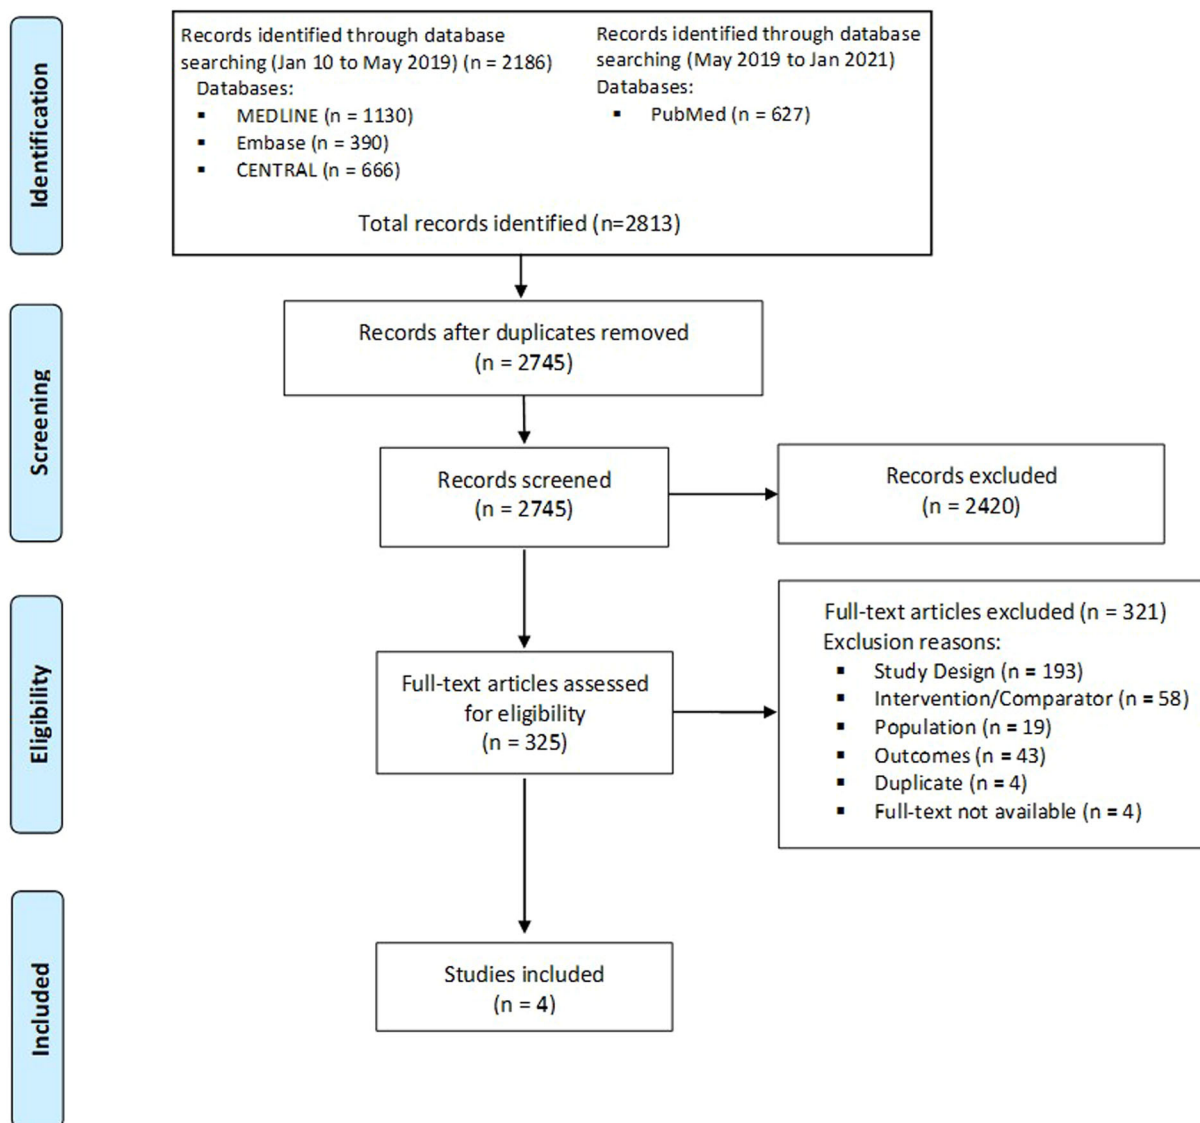 Identification
Records identified through database
searching (Jan 10 to May 2019) (n = 2186)
Databases:
▪ MEDLINE (n = 1130)
▪ Embase (n = 390)
▪ CENTRAL (n = 666)
Records identified through database
searching (May 2019 to Jan 2021)
Databases:
▪ PubMed (n = 627)
Total records identified (n=2813)
Screening
Records after duplicates removed
(n = 2745)
Records screened
(n = 2745)
Records excluded
(n = 2420)
Eligibility
Full-text articles assessed
for eligibility
(n = 325)
Full-text articles excluded (n = 321)
Exclusion reasons:
▪ Study Design (n = 193)
▪ Intervention/Comparator (n = 58)
▪ Population (n = 19)
▪ Outcomes (n = 43)
▪ Duplicate (n = 4)
▪ Full-text not available (n = 4)
Included
Studies included
(n = 4)